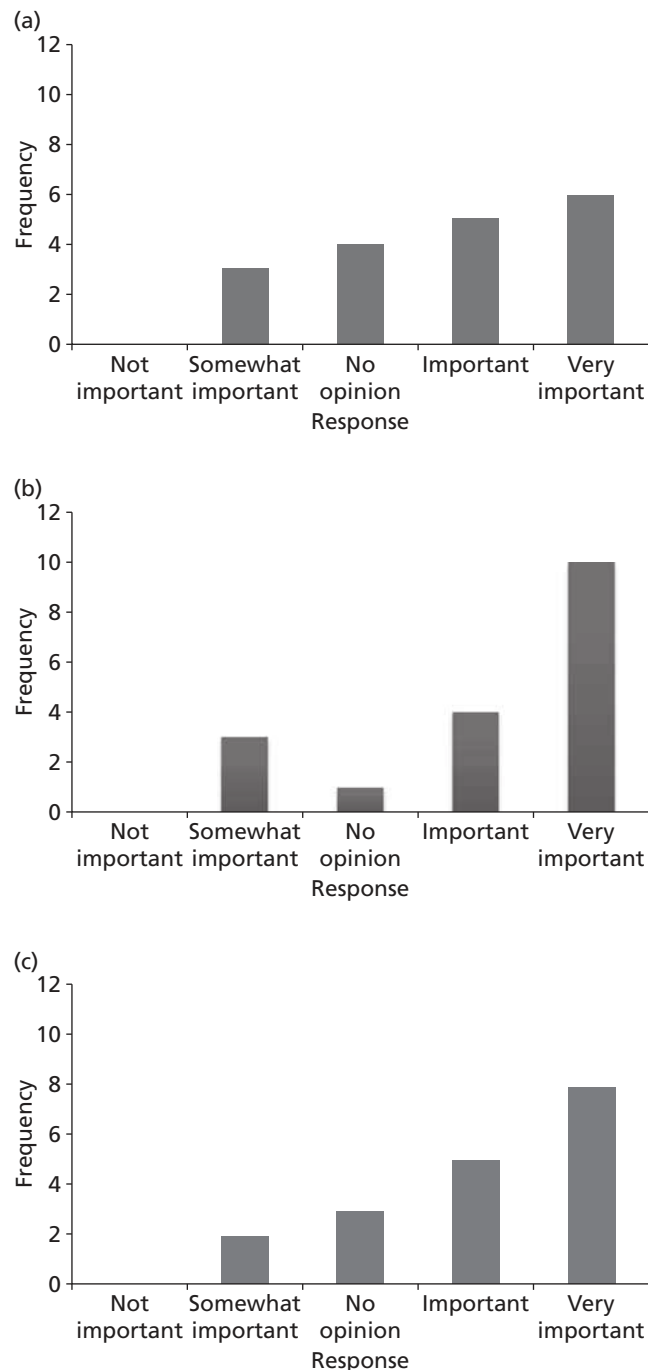 (a)
12
10
8
6
4
2
0
Frequency
Not
important
Somewhat
important
No
opinion
Important
Very
important
Response
(b)
12
10
8
6
4
2
0
Frequency
Not
important
Somewhat
important
No
opinion
Important
Very
important
Response
(c)
12
10
8
6
4
2
0
Frequency
Not
important
Somewhat
important
No
opinion
Important
Very
important
Response